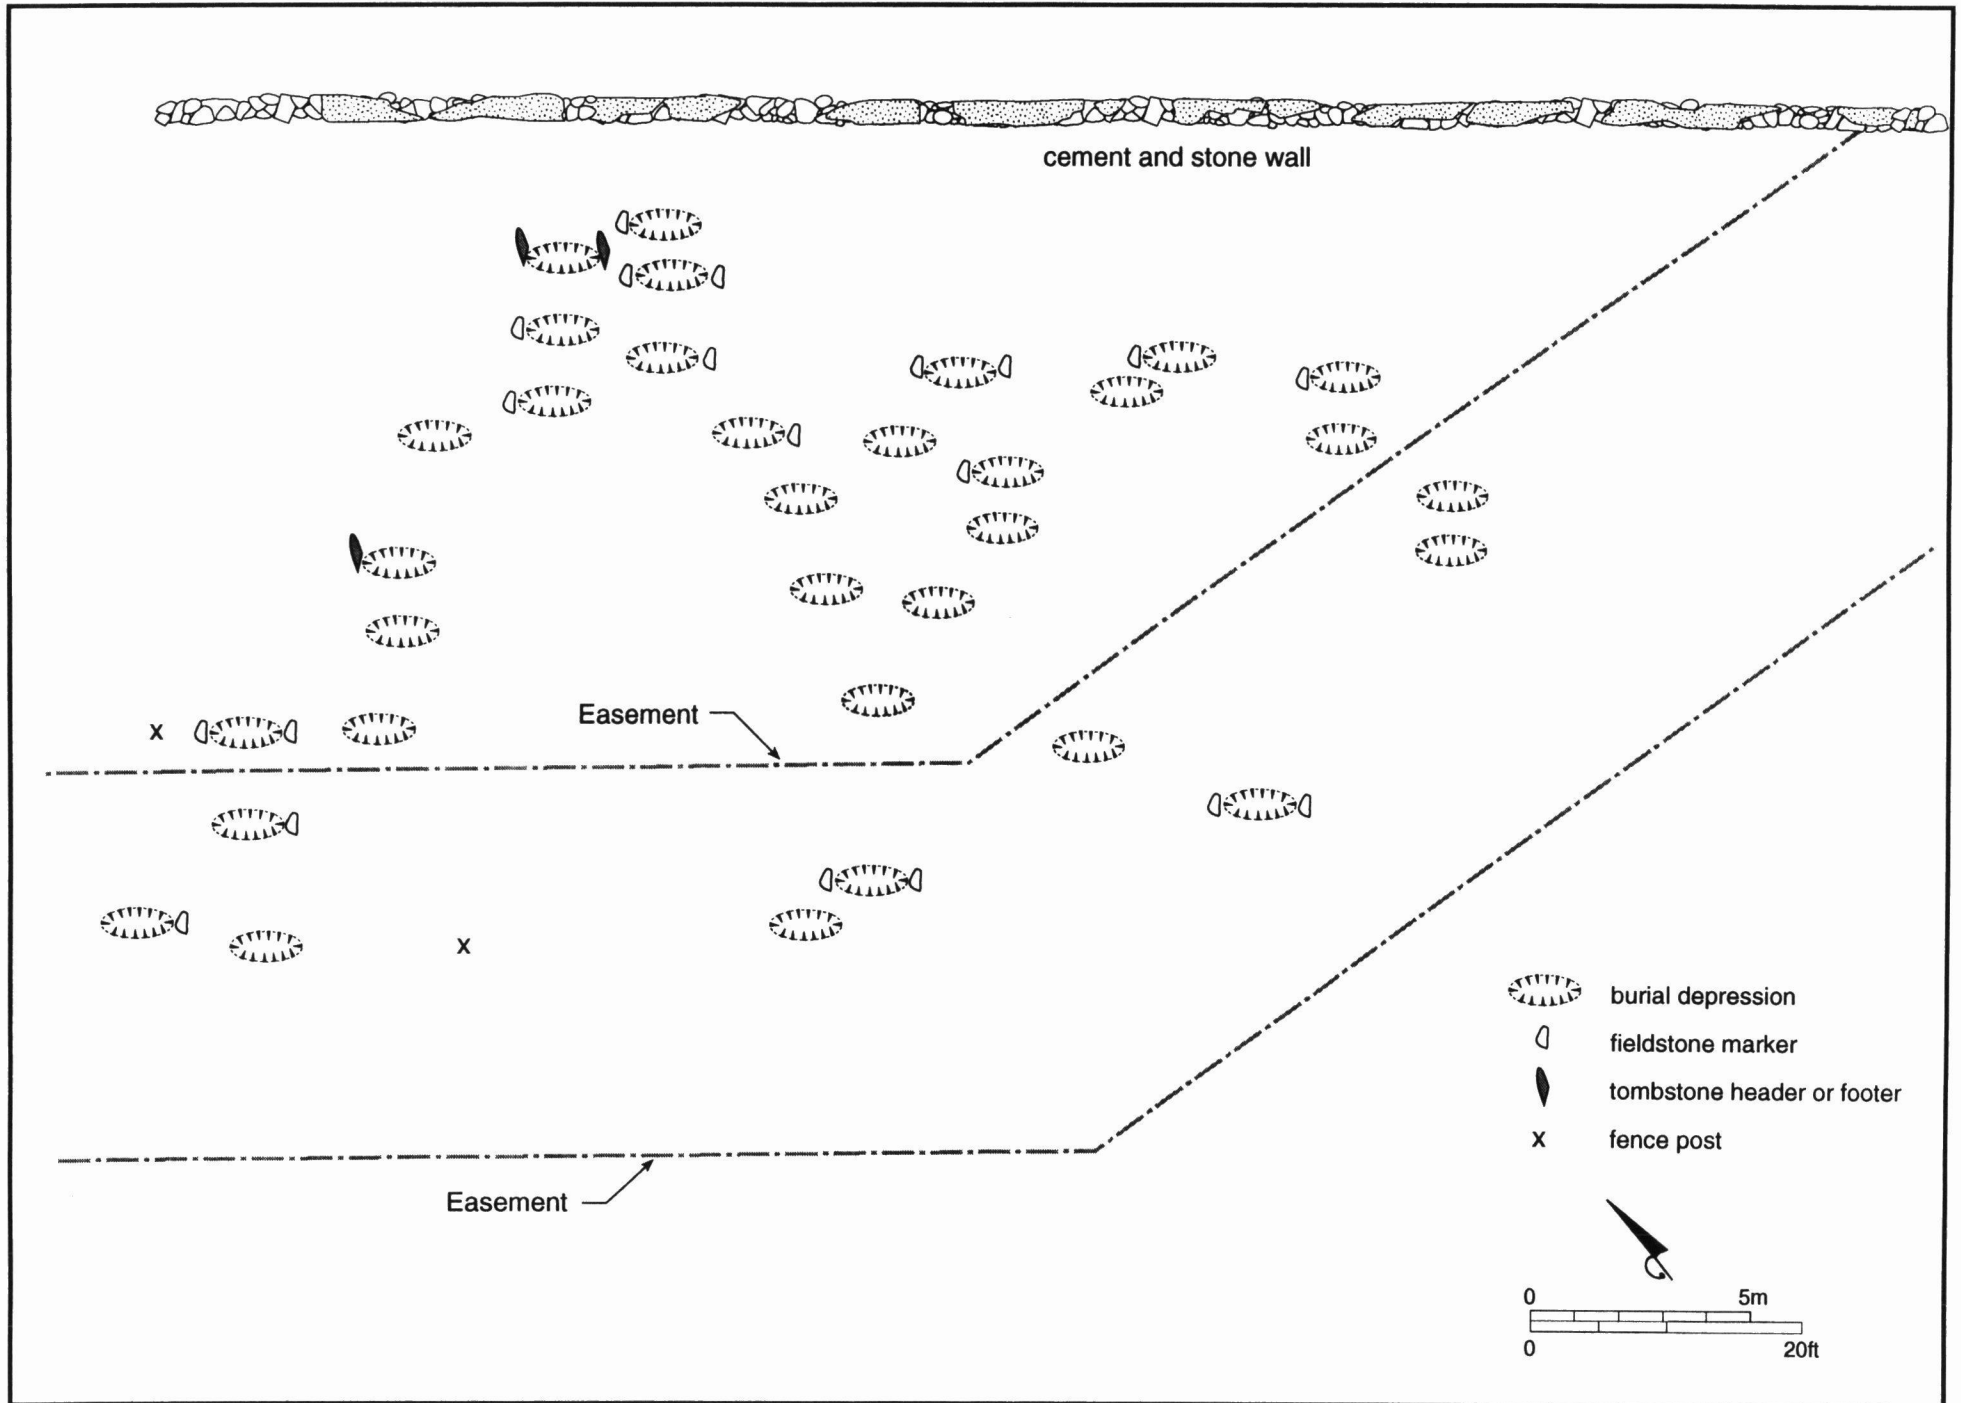 cement and stone wall
Easement
x
x
Easement
burial depression
fieldstone marker
tombstone header or footer
x fence post
0 5m
0 20ft